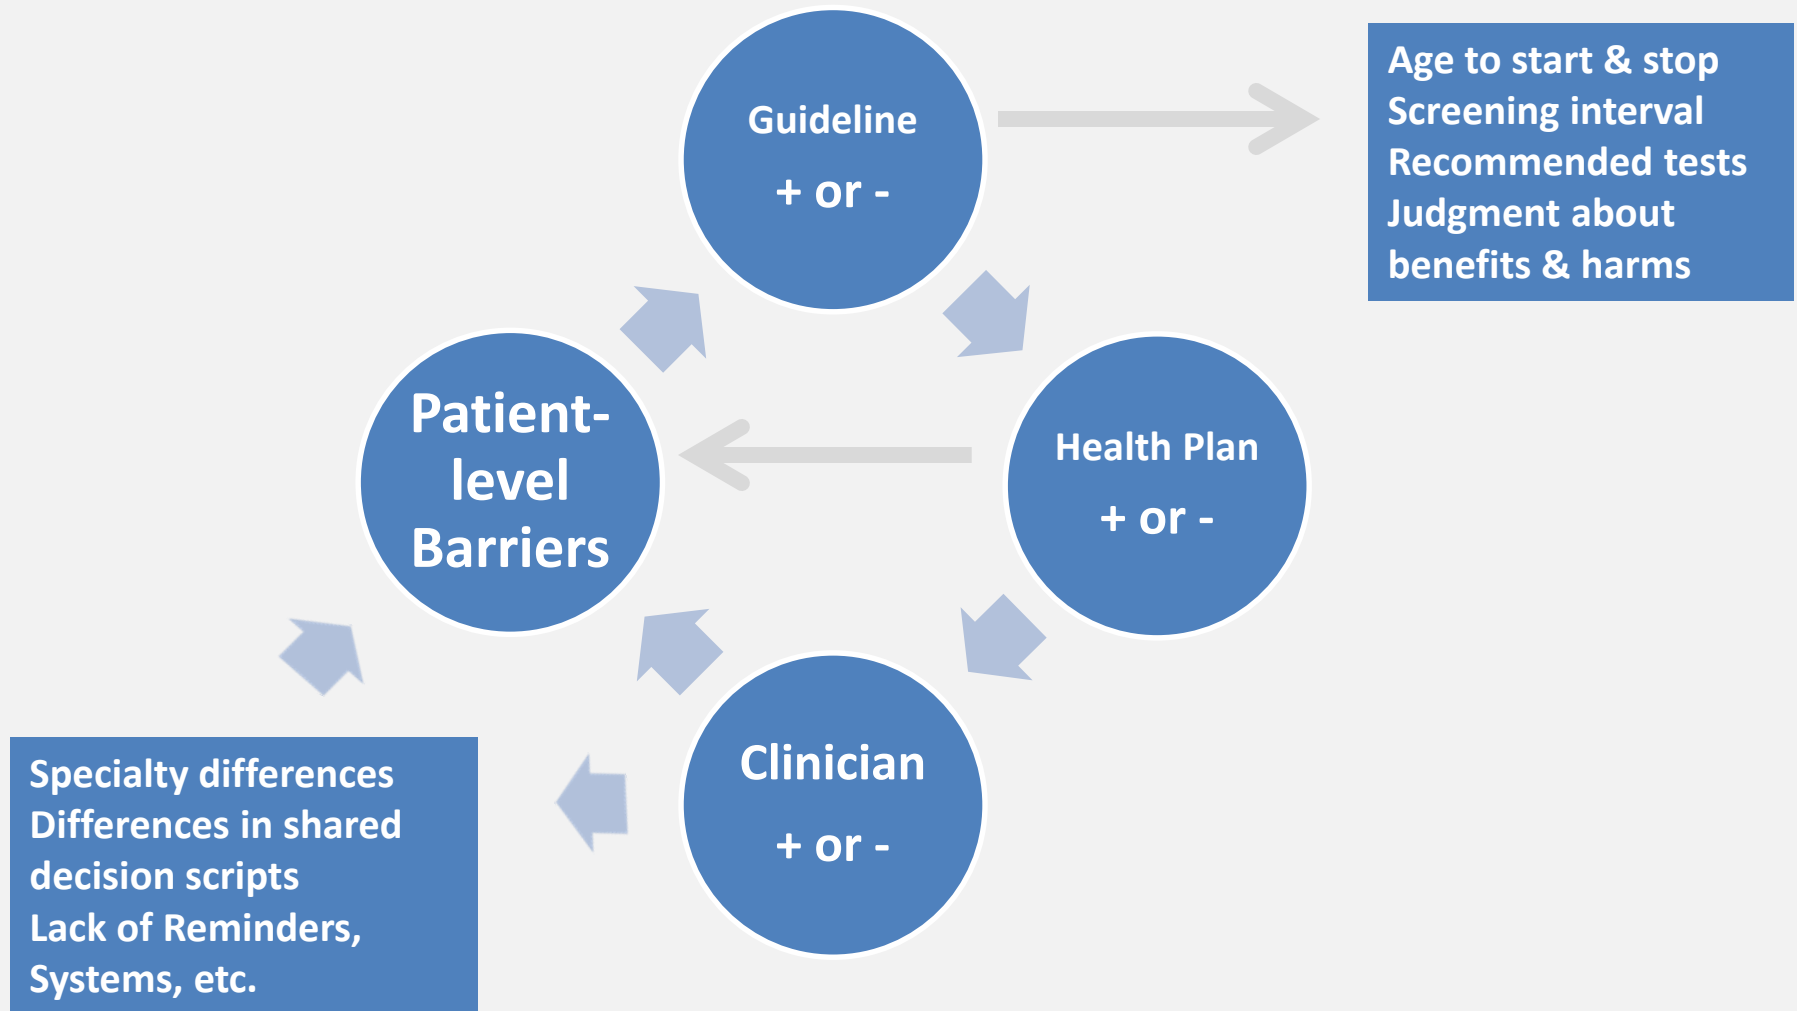 Guideline
+ or -
Age to start & stop
Screening interval
Recommended tests
Judgment about
benefits & harms
Patient-
level
Barriers
Health Plan
+ or -
Clinician
+ or -
Specialty differences
Differences in shared
decision scripts
Lack of Reminders,
Systems, etc.